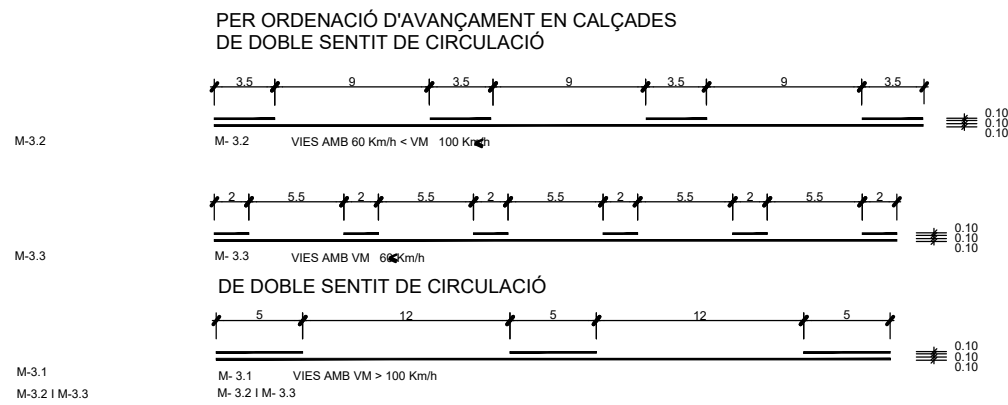 PER ORDENACIÓ D'AVANÇAMENT EN CALÇADES
DE DOBLE SENTIT DE CIRCULACIÓ
3.5 9 3.5 9 3.5 9 3.5
0.10
0.10
0.10
M-3.2 M- 3.2 VIES AMB 60 Km/h < VM 100 Km/h
2 5.5 2 5.5 2 5.5 2 5.5 2 5.5 2
0.10
0.10
0.10
M-3.3 M- 3.3 VIES AMB VM 60 Km/h
DE DOBLE SENTIT DE CIRCULACIÓ
5 12 5 12 5
0.10
0.10
0.10
M-3.1 M- 3.1 VIES AMB VM > 100 Km/h
M-3.2 I M-3.3 M- 3.2 I M- 3.3